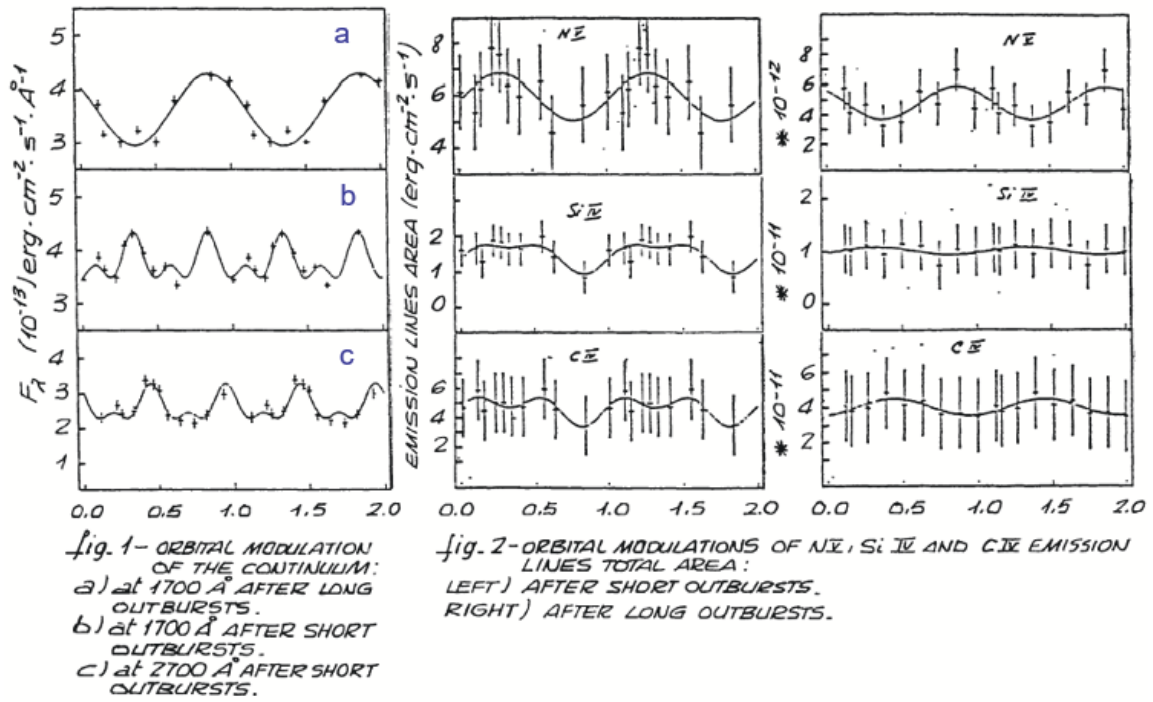 a
5
4
3
b
5
4
3
c
4
3
2
1
Fλ (10⁻¹³) erg·cm⁻²·s⁻¹·Å⁻¹
0.0 0.5 1.0 1.5 2.0
fig. 1 - ORBITAL MODULATION
OF THE CONTINUUM:
a) at 1700 Å AFTER LONG
OUTBURSTS.
b) at 1700 Å AFTER SHORT
OUTBURSTS.
c) at 2700 Å AFTER SHORT
OUTBURSTS.
EMISSION LINES AREA (erg·cm⁻²·s⁻¹)
N V
8
6
4
Si IV
2
1
0
C IV
6
4
2
0.0 0.5 1.0 1.5 2.0
* 10⁻¹²
* 10⁻¹¹
* 10⁻¹¹
N V
8
6
4
2
Si IV
2
1
0
C IV
6
4
2
0.0 0.5 1.0 1.5 2.0
fig. 2 - ORBITAL MODULATIONS OF N V, Si IV AND C IV EMISSION
LINES TOTAL AREA:
LEFT) AFTER SHORT OUTBURSTS.
RIGHT) AFTER LONG OUTBURSTS.